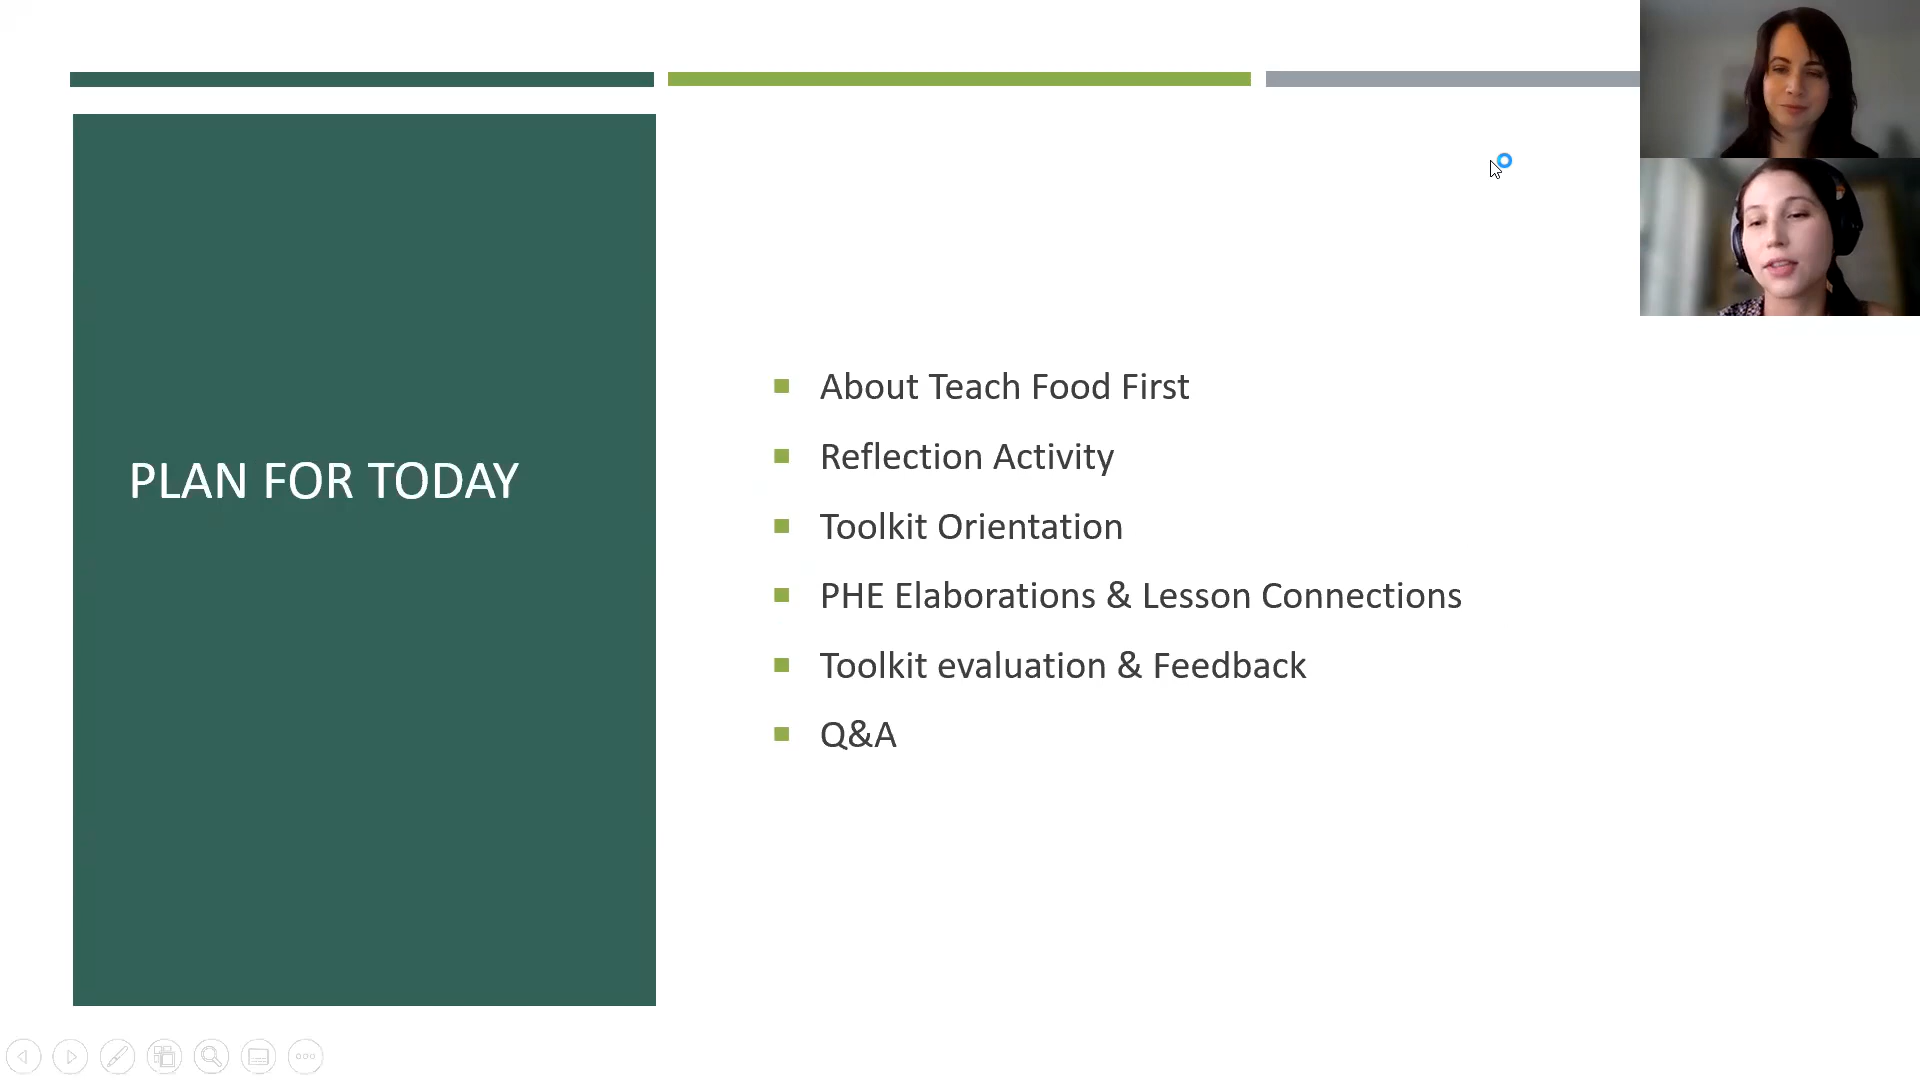 PLAN FOR TODAY
About Teach Food First
Reflection Activity
Toolkit Orientation
PHE Elaborations & Lesson Connections
Toolkit evaluation & Feedback
Q&A